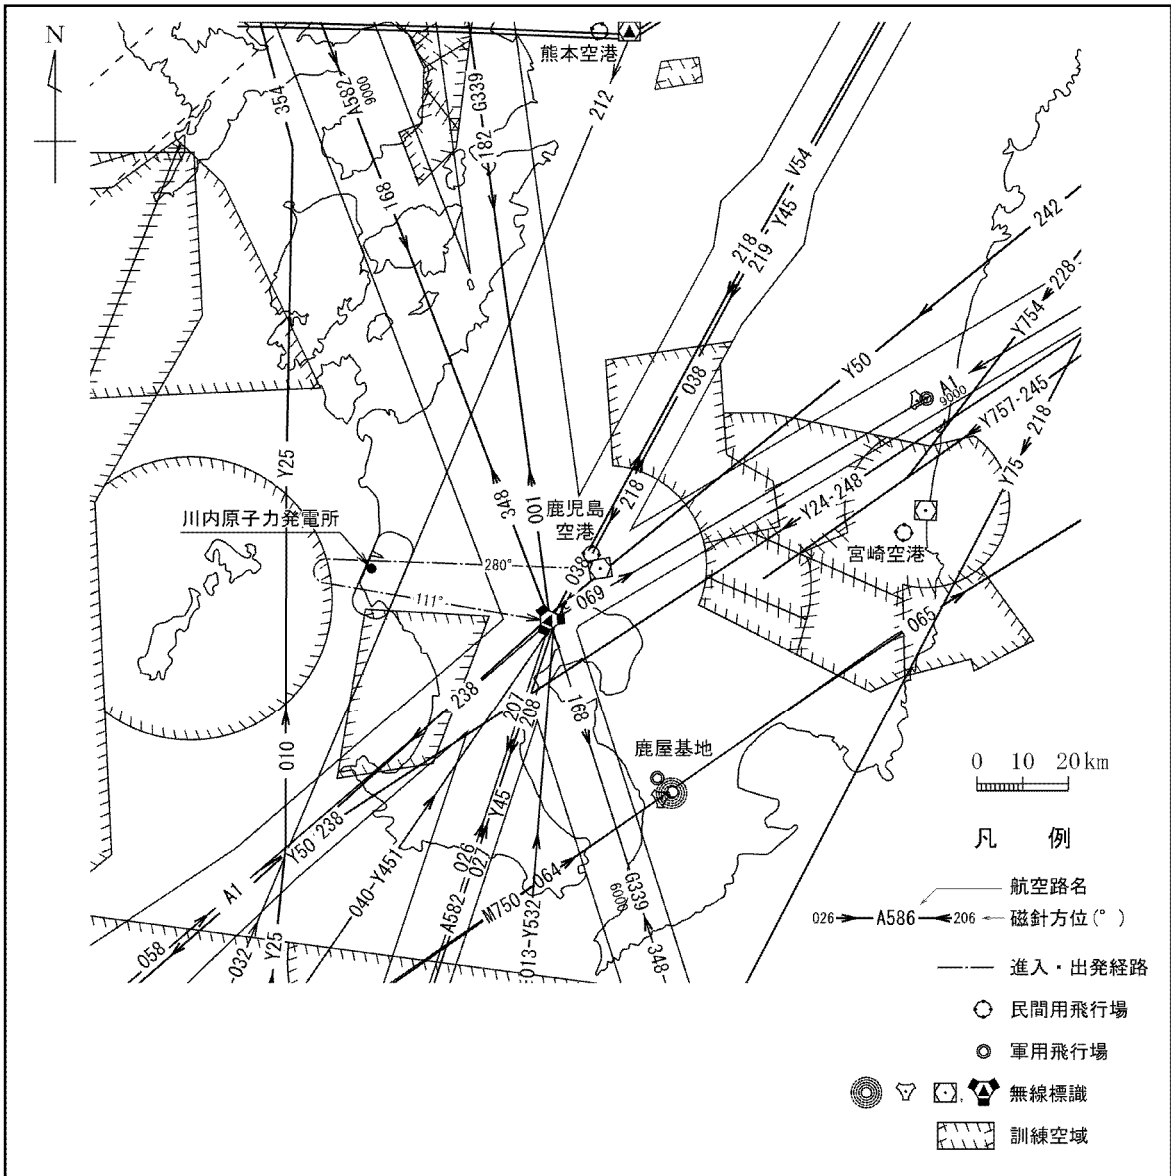 N
熊本空港
354
A582
9000
182-G339
212
168
218
219-Y45-V54
242
Y50
Y754
228
A1
9000
Y757-245
218
Y75
038
Y25
348
001
218
Y24-248
鹿児島
空港
川内原子力発電所
宮崎空港
280°
111°
038
069
065
238
207
208
168
010
鹿屋基地
0 10 20km
Y50
238
Y45
A1
040-Y451
026
027
A582
M750-064
013-Y532
G339
6000
058
032
Y25
348
凡 例
航空路名
026 A586 206 磁針方位(°)
進入・出発経路
民間用飛行場
軍用飛行場
無線標識
訓練空域